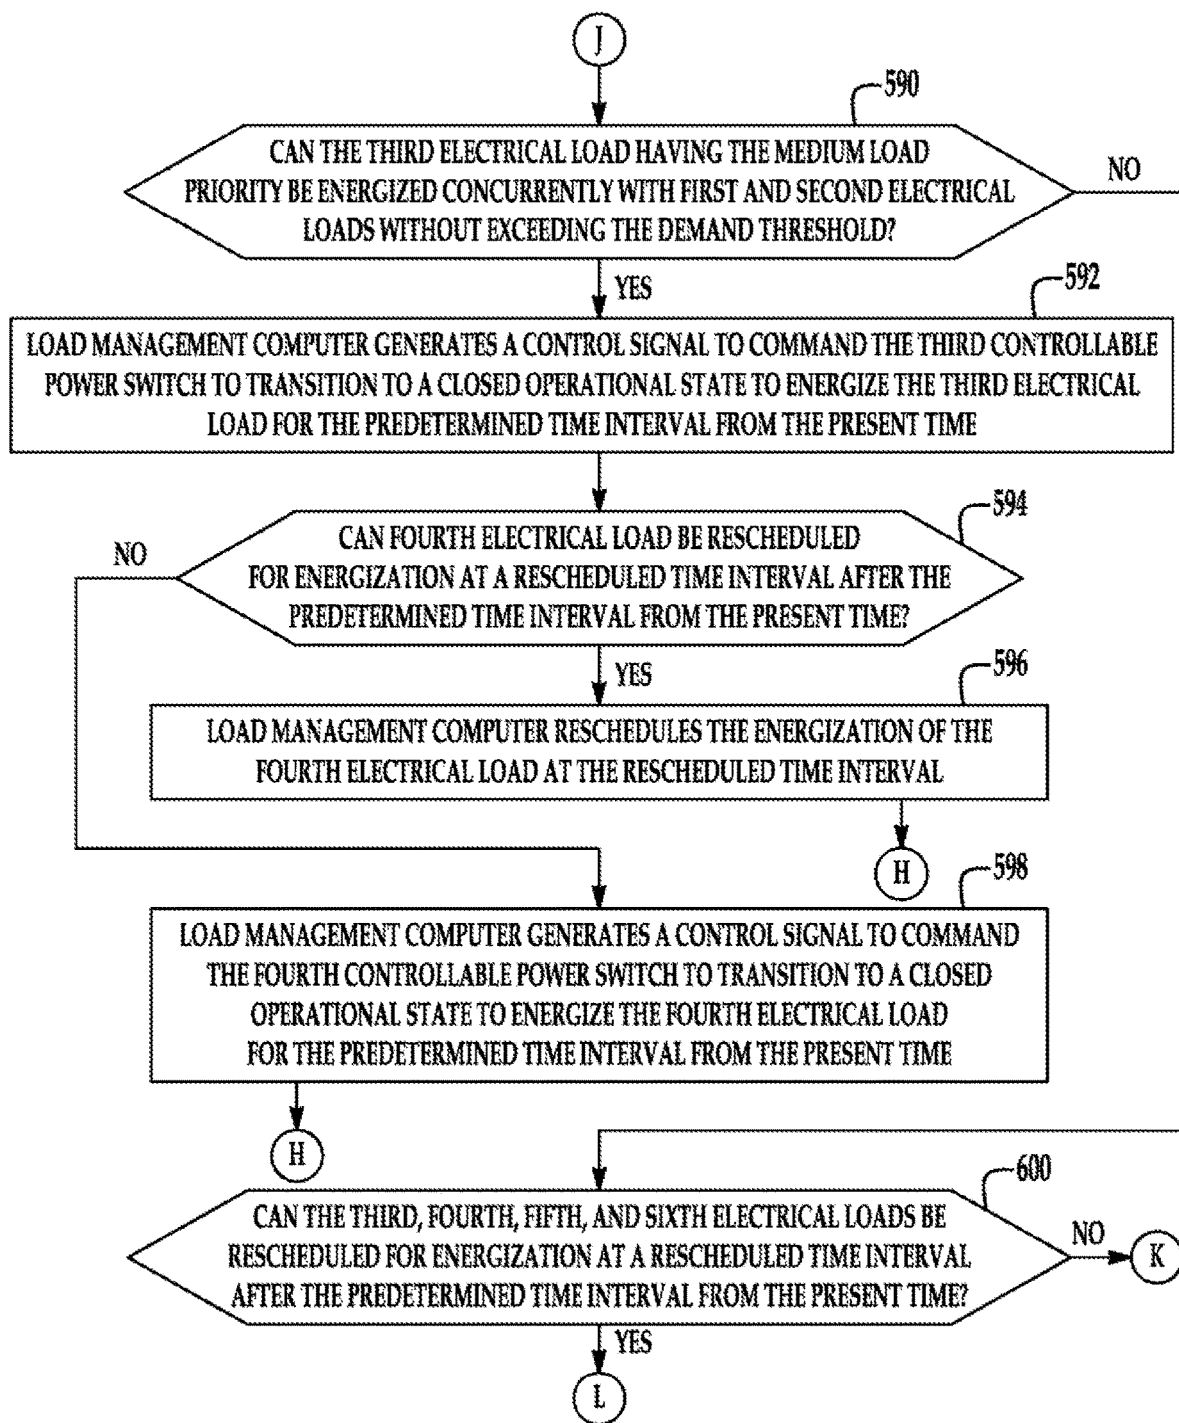 J
590
CAN THE THIRD ELECTRICAL LOAD HAVING THE MEDIUM LOAD
PRIORITY BE ENERGIZED CONCURRENTLY WITH FIRST AND SECOND ELECTRICAL
LOADS WITHOUT EXCEEDING THE DEMAND THRESHOLD?
NO
YES
592
LOAD MANAGEMENT COMPUTER GENERATES A CONTROL SIGNAL TO COMMAND THE THIRD CONTROLLABLE
POWER SWITCH TO TRANSITION TO A CLOSED OPERATIONAL STATE TO ENERGIZE THE THIRD ELECTRICAL
LOAD FOR THE PREDETERMINED TIME INTERVAL FROM THE PRESENT TIME
594
CAN FOURTH ELECTRICAL LOAD BE RESCHEDULED
FOR ENERGIZATION AT A RESCHEDULED TIME INTERVAL AFTER THE
PREDETERMINED TIME INTERVAL FROM THE PRESENT TIME?
NO
YES
596
LOAD MANAGEMENT COMPUTER RESCHEDULES THE ENERGIZATION OF THE
FOURTH ELECTRICAL LOAD AT THE RESCHEDULED TIME INTERVAL
H
598
LOAD MANAGEMENT COMPUTER GENERATES A CONTROL SIGNAL TO COMMAND
THE FOURTH CONTROLLABLE POWER SWITCH TO TRANSITION TO A CLOSED
OPERATIONAL STATE TO ENERGIZE THE FOURTH ELECTRICAL LOAD
FOR THE PREDETERMINED TIME INTERVAL FROM THE PRESENT TIME
H
600
CAN THE THIRD, FOURTH, FIFTH, AND SIXTH ELECTRICAL LOADS BE
RESCHEDULED FOR ENERGIZATION AT A RESCHEDULED TIME INTERVAL
AFTER THE PREDETERMINED TIME INTERVAL FROM THE PRESENT TIME?
NO
K
YES
L